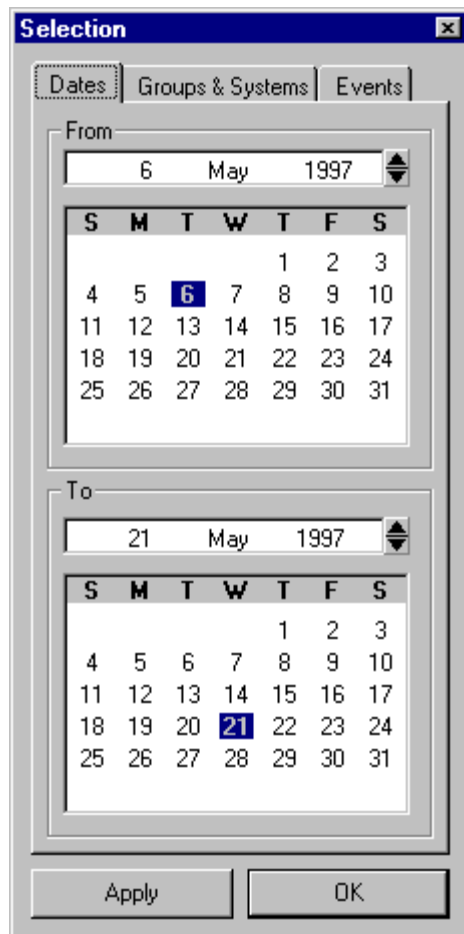 Selection
Dates Groups & Systems Events
From
6 May 1997
S M T W T F S
1 2 3
4 5 6 7 8 9 10
11 12 13 14 15 16 17
18 19 20 21 22 23 24
25 26 27 28 29 30 31
To
21 May 1997
S M T W T F S
1 2 3
4 5 6 7 8 9 10
11 12 13 14 15 16 17
18 19 20 21 22 23 24
25 26 27 28 29 30 31
Apply OK